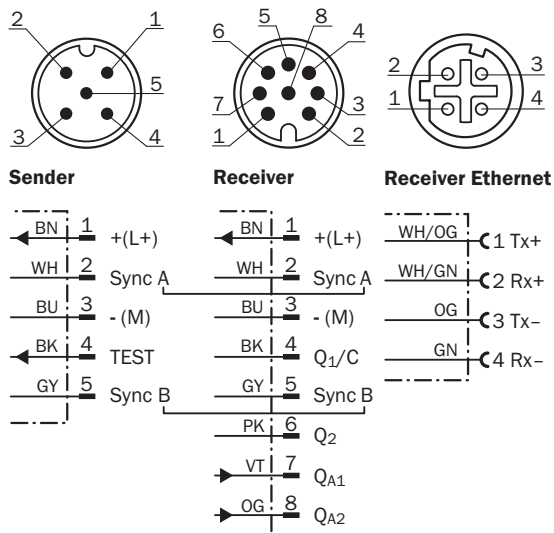 2 1 5 3 4
5 8 6 4 7 3 1 2
2 3 1 4
Sender
BN 1 +(L+)
WH 2 Sync A
BU 3 - (M)
BK 4 TEST
GY 5 Sync B
Receiver
BN 1 +(L+)
WH 2 Sync A
BU 3 - (M)
BK 4 Q1/C
GY 5 Sync B
PK 6 Q2
VT 7 QA1
OG 8 QA2
Receiver Ethernet
WH/OG 1 Tx+
WH/GN 2 Rx+
OG 3 Tx–
GN 4 Rx–